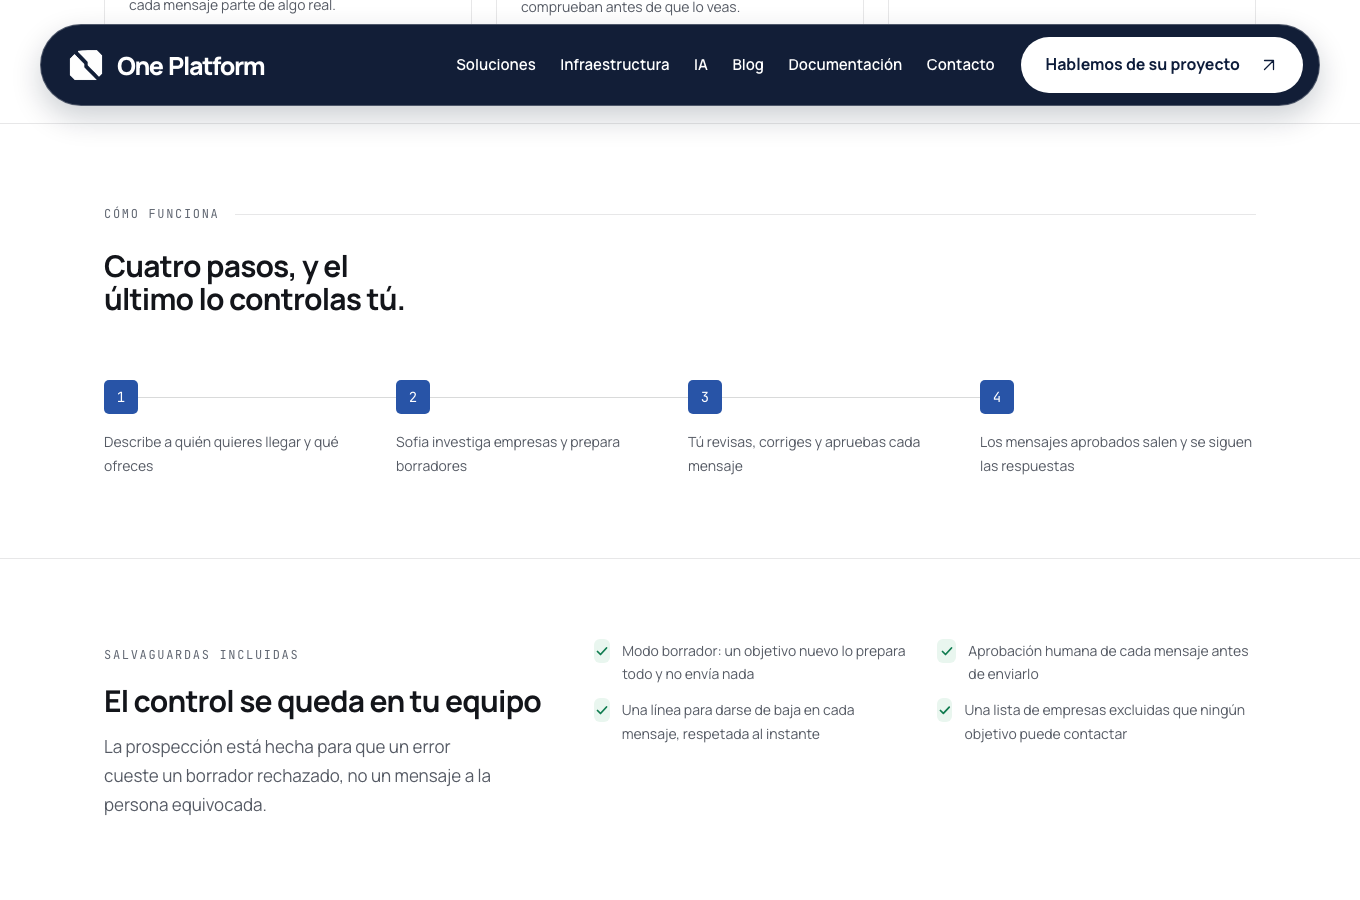 cada mensaje parte de algo real.
comprueban antes de que lo veas.
One Platform
Soluciones
Infraestructura
IA
Blog
Documentación
Contacto
Hablemos de su proyecto
CÓMO FUNCIONA
Cuatro pasos, y el
último lo controlas tú.
1
Describe a quién quieres llegar y qué
ofreces
2
Sofia investiga empresas y prepara
borradores
3
Tú revisas, corriges y apruebas cada
mensaje
4
Los mensajes aprobados salen y se siguen
las respuestas
SALVAGUARDAS INCLUIDAS
El control se queda en tu equipo
La prospección está hecha para que un error
cueste un borrador rechazado, no un mensaje a la
persona equivocada.
Modo borrador: un objetivo nuevo lo prepara
todo y no envía nada
Aprobación humana de cada mensaje antes
de enviarlo
Una línea para darse de baja en cada
mensaje, respetada al instante
Una lista de empresas excluidas que ningún
objetivo puede contactar